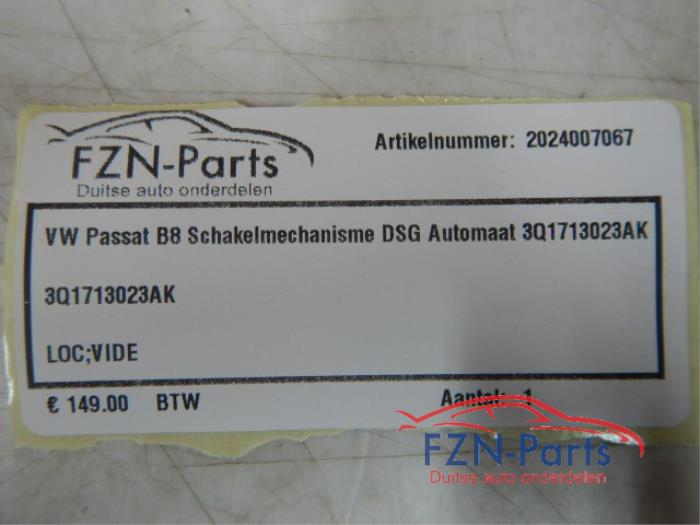 FZN-Parts
Duitse auto onderdelen
Artikelnummer: 2024007067
VW Passat B8 Schakelmechanisme DSG Automaat 3Q1713023AK
3Q1713023AK
LOC;VIDE
€ 149.00 BTW
Aantal: 1
FZN-Parts
Duitse auto onderdelen